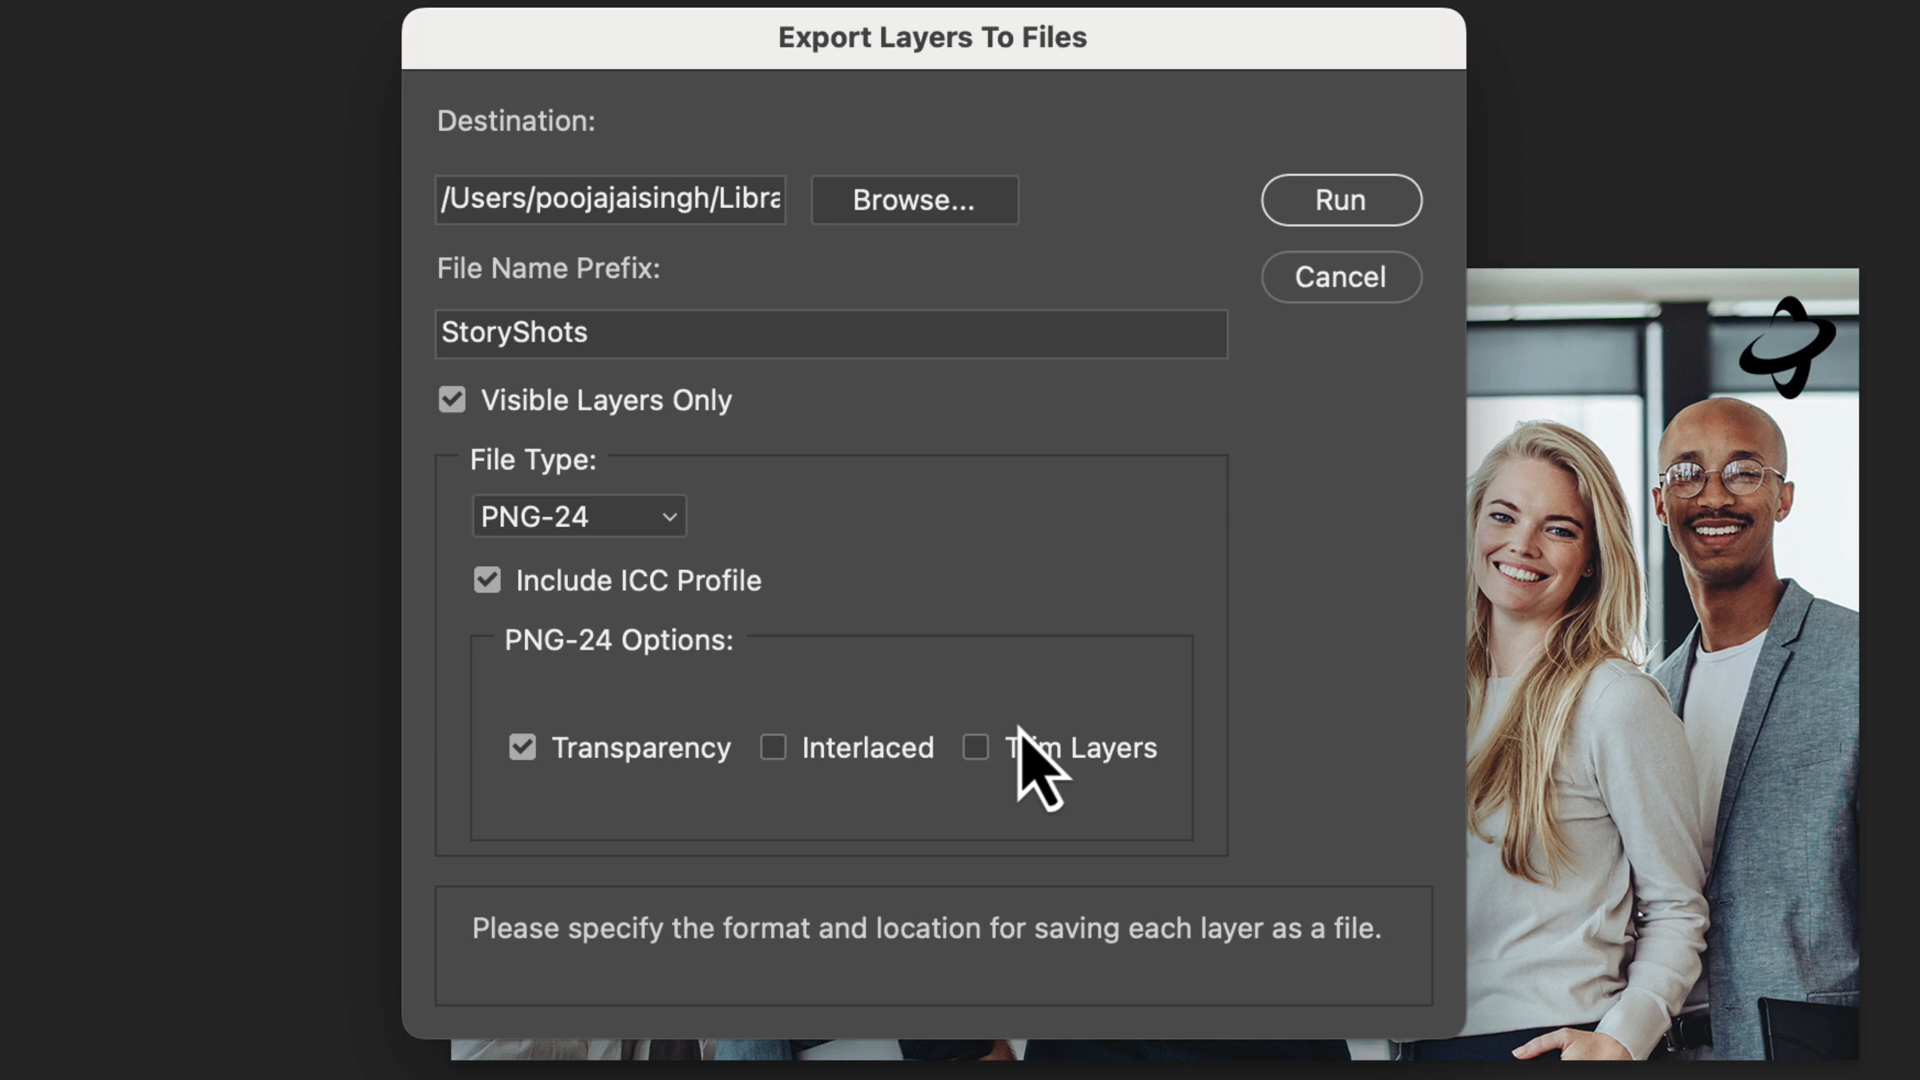 Export Layers To Files
Destination:
/Users/poojajaisingh/Libra
Browse...
Run
File Name Prefix:
Cancel
StoryShots
Visible Layers Only
File Type:
PNG-24
Include ICC Profile
PNG-24 Options:
Transparency
Interlaced
Layers
Please specify the format and location for saving each layer as a file.